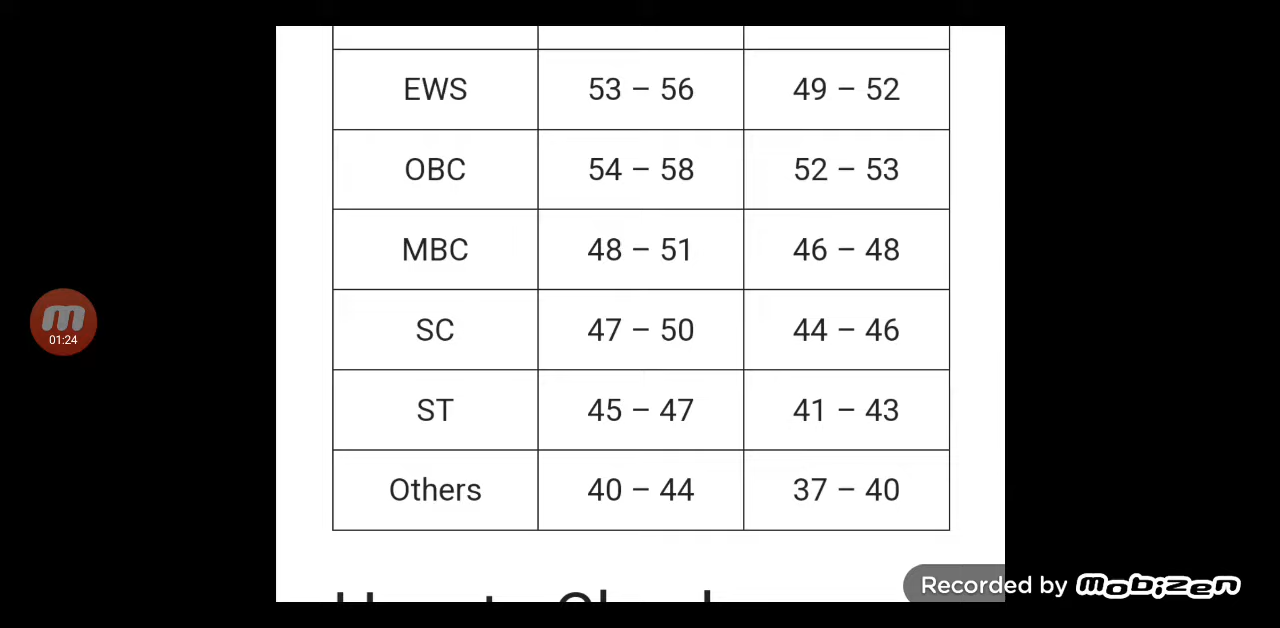 EWS 53 – 56 49 – 52
OBC 54 – 58 52 – 53
MBC 48 – 51 46 – 48
SC 47 – 50 44 – 46
ST 45 – 47 41 – 43
Others 40 – 44 37 – 40
m
01:24
Recorded by mobizen